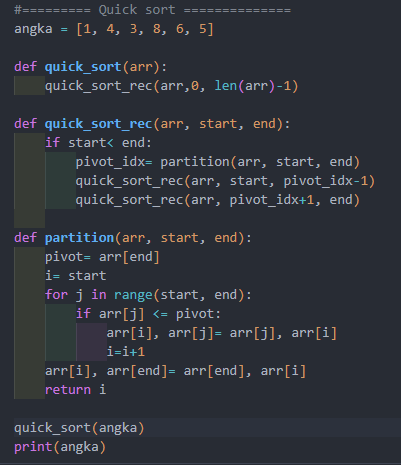 #========= Quick sort ==============
angka = [1, 4, 3, 8, 6, 5]
def quick_sort(arr):
    quick_sort_rec(arr,0, len(arr)-1)
def quick_sort_rec(arr, start, end):
    if start< end:
        pivot_idx= partition(arr, start, end)
        quick_sort_rec(arr, start, pivot_idx-1)
        quick_sort_rec(arr, pivot_idx+1, end)
def partition(arr, start, end):
    pivot= arr[end]
    i= start
    for j in range(start, end):
        if arr[j] <= pivot:
            arr[i], arr[j]= arr[j], arr[i]
            i=i+1
    arr[i], arr[end]= arr[end], arr[i]
    return i
quick_sort(angka)
print(angka)